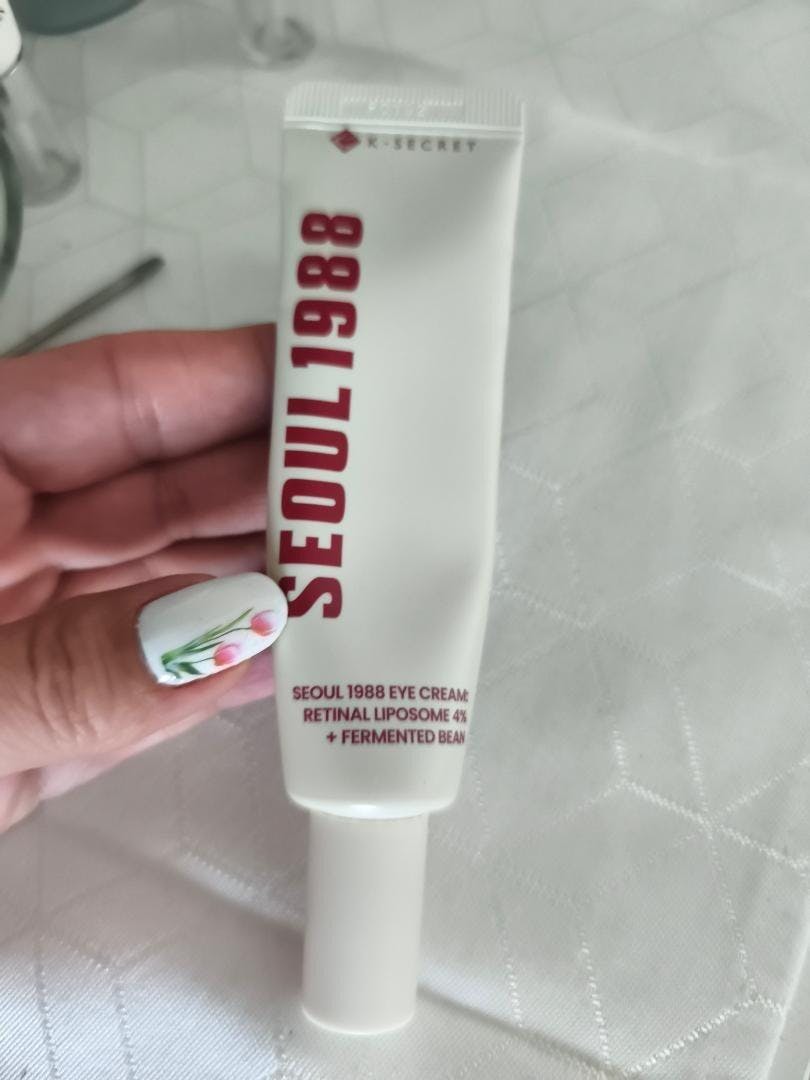 K-SECRET
SEOUL 1988
SEOUL 1988 EYE CREAM:
RETINAL LIPOSOME 4%
+ FERMENTED BEAN